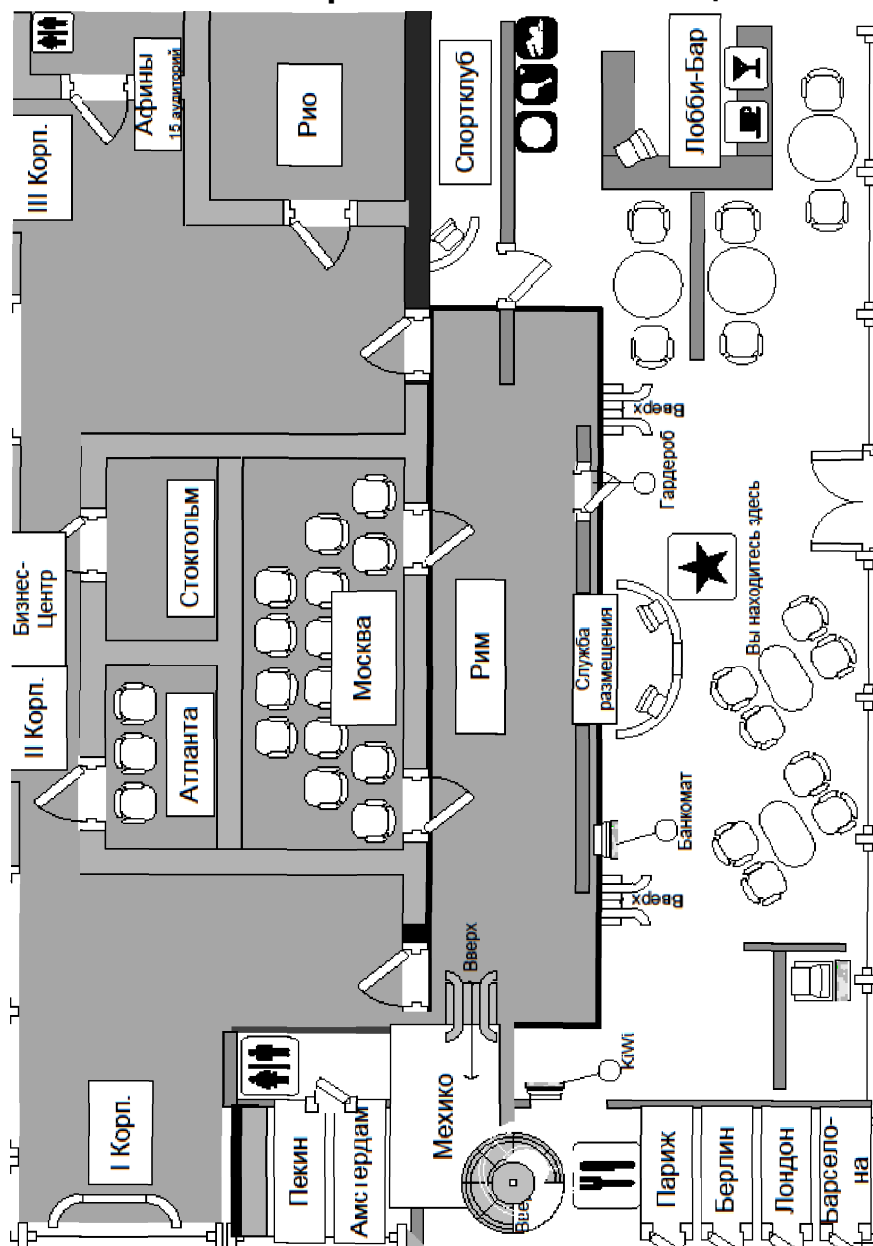 I Корп.
II Корп.
Бизнес-
Центр
III Корп.
Афины
15 аудиторий
Пекин
Атланта
Стокгольм
Рио
Амстердам
Москва
Мехико
Вверх
Рим
Спортклуб
KiWi
Служба
размещения
Париж
Вверх
Банкомат
Гардероб
Вверх
Лобби-Бар
Берлин
Вы находитесь здесь
Лондон
Барсело-
на